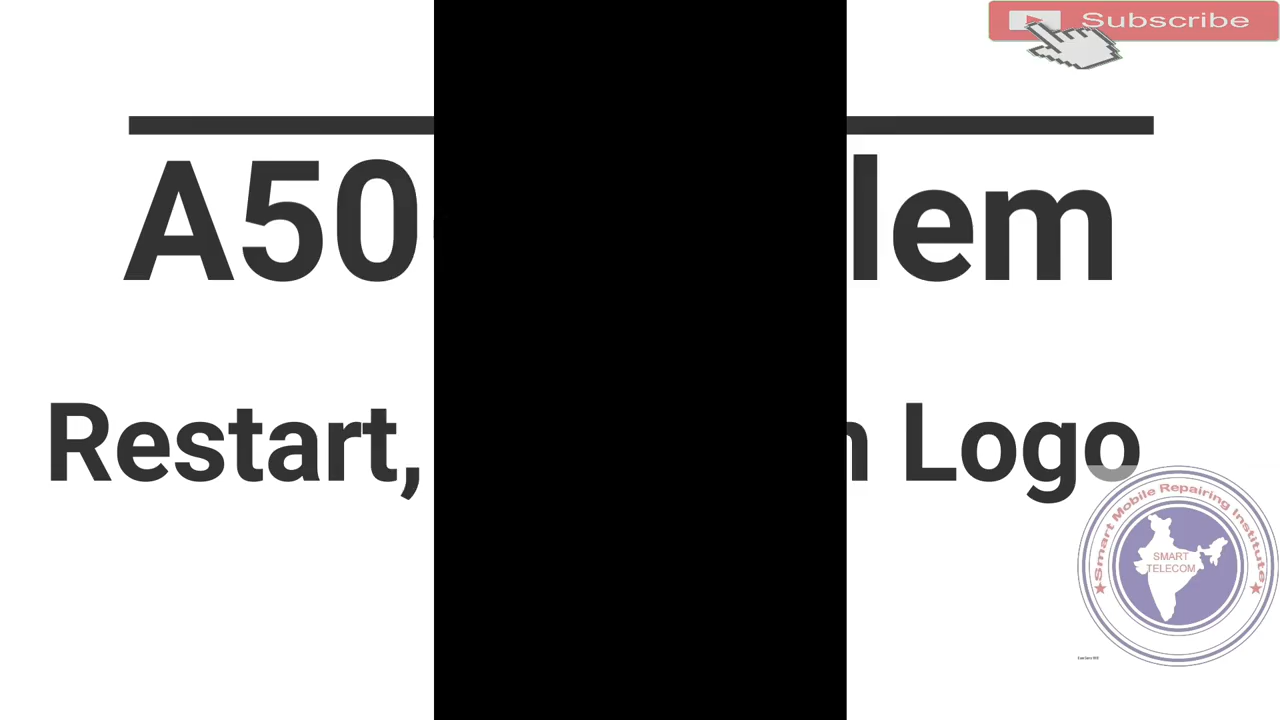 Subscribe
A50
lem
Restart,
Logo
Smart Mobile Repairing Institute
SMART
TELECOM